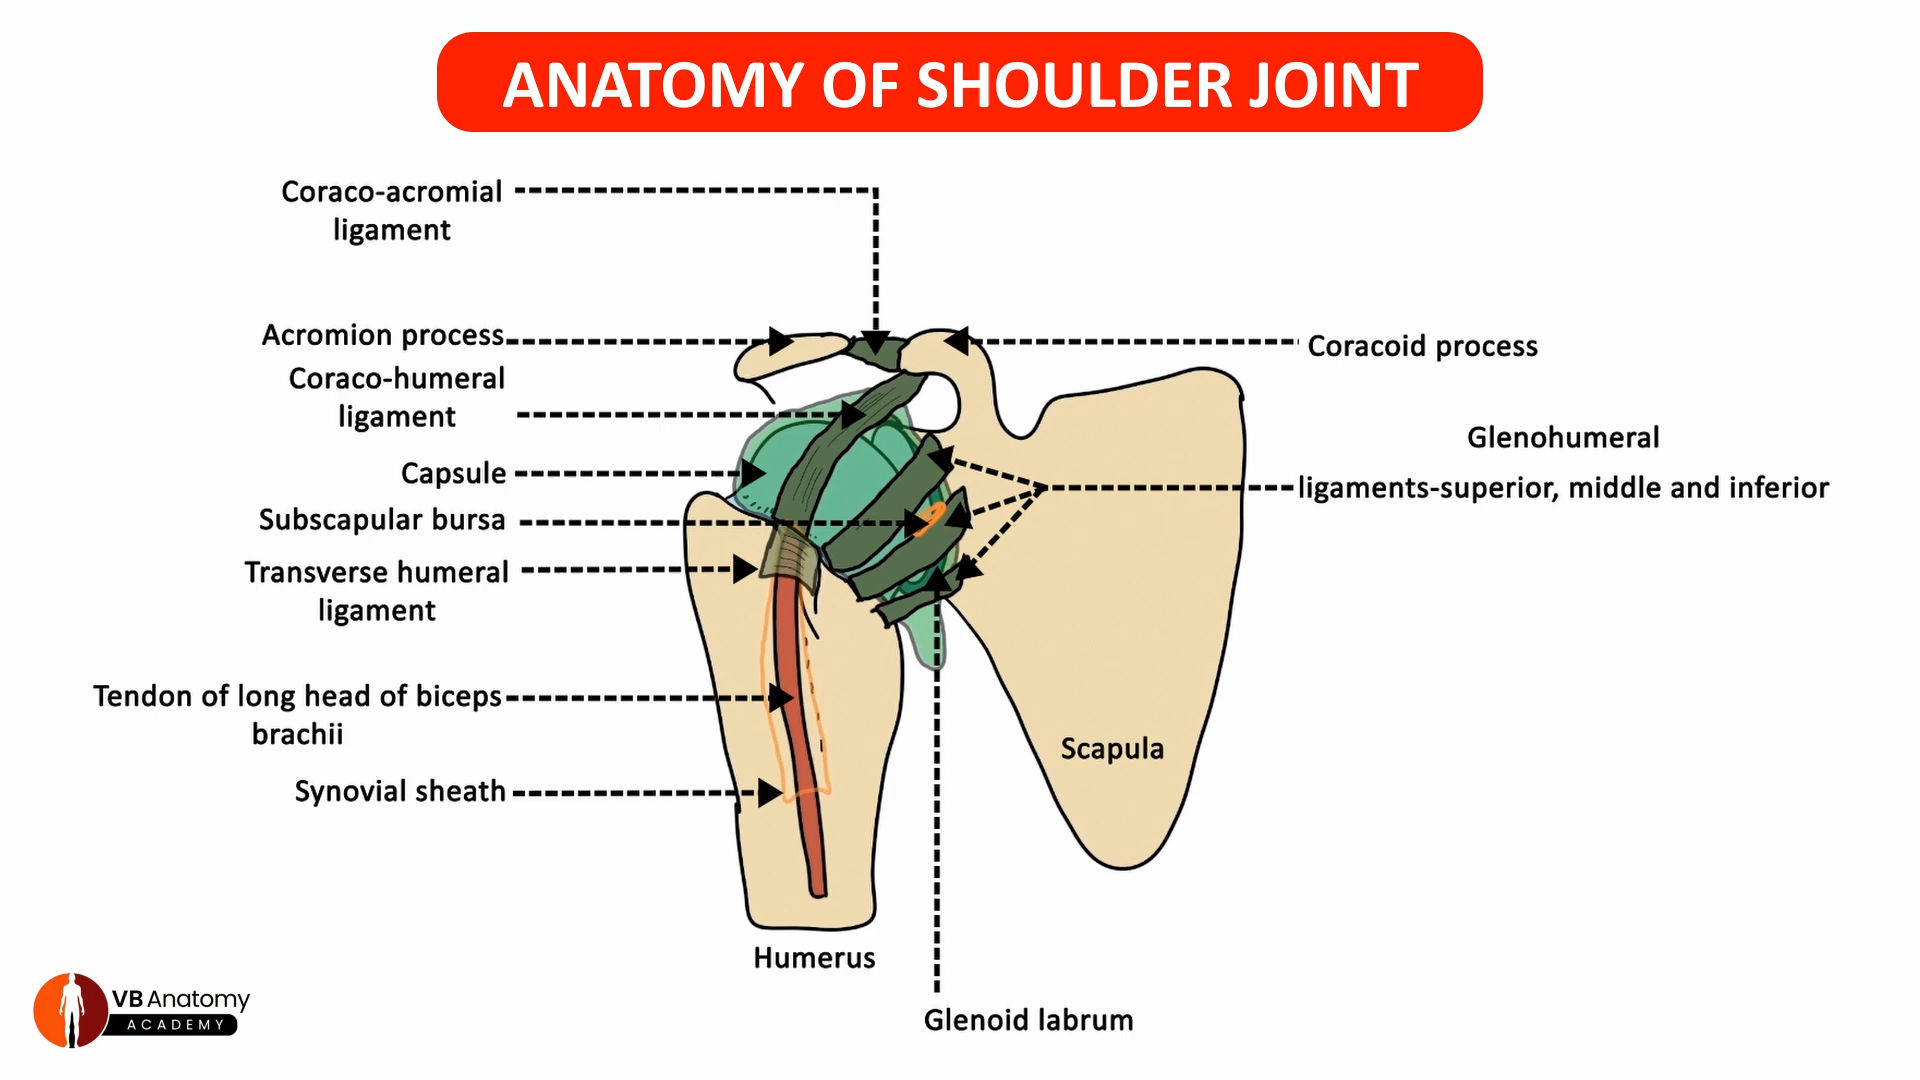 ANATOMY OF SHOULDER JOINT
Coraco-acromial
ligament
Acromion process
Coracoid process
Coraco-humeral
ligament
Glenohumeral
ligaments-superior, middle and inferior
Capsule
Subscapular bursa
Transverse humeral
ligament
Tendon of long head of biceps
brachii
Scapula
Synovial sheath
Humerus
Glenoid labrum
VB Anatomy
ACADEMY